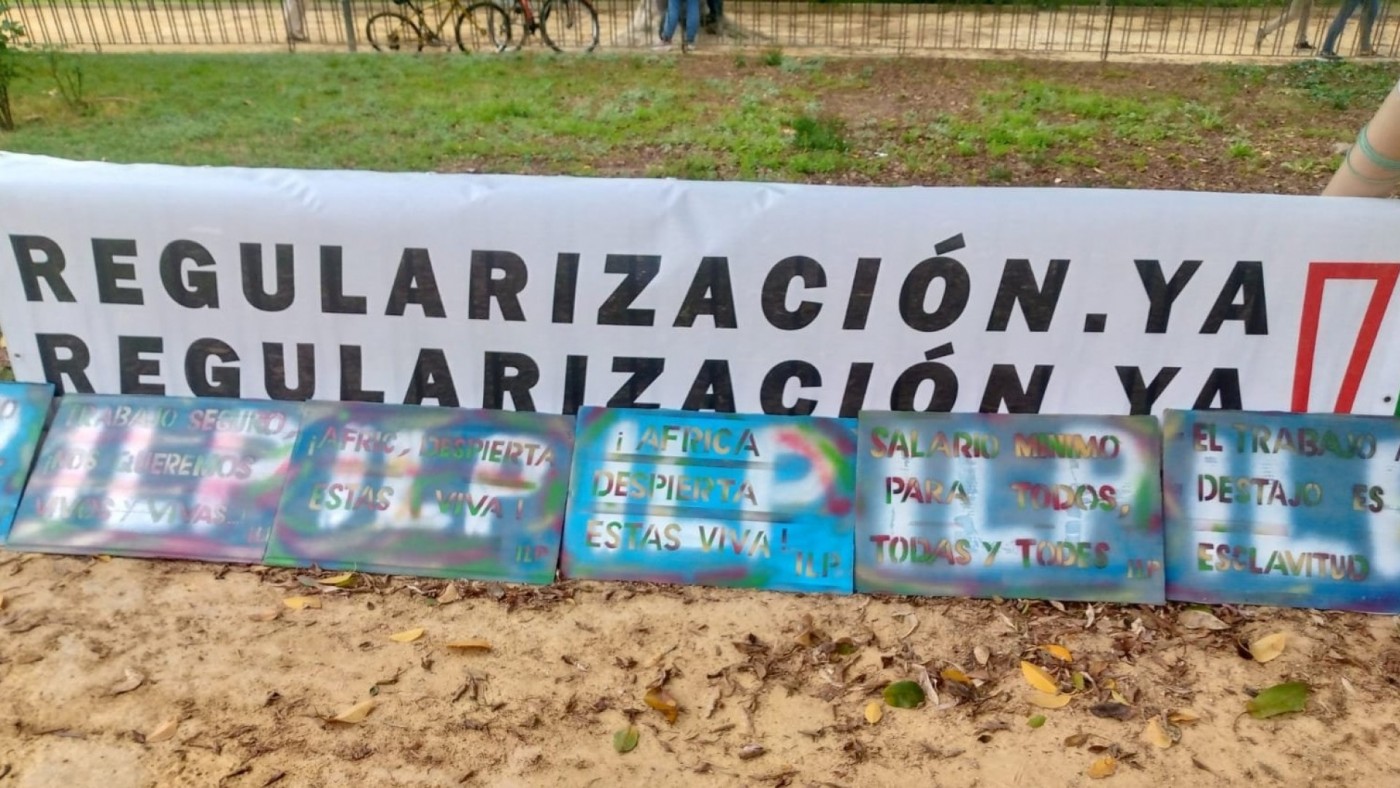 REGULARIZACIÓN.YA
REGULARIZACIÓN YA
TRABAJO SEGURO,
¡NOS QUEREMOS
VIVOS Y VIVAS..!
¡AFRIC, DESPIERTA
ESTAS VIVA!
ILP
¡AFRICA
DESPIERTA
ESTAS VIVA!
ILP
SALARIO MINIMO
PARA TODOS,
TODAS Y TODES
ILP
EL TRABAJO A
DESTAJO ES
ESCLAVITUD